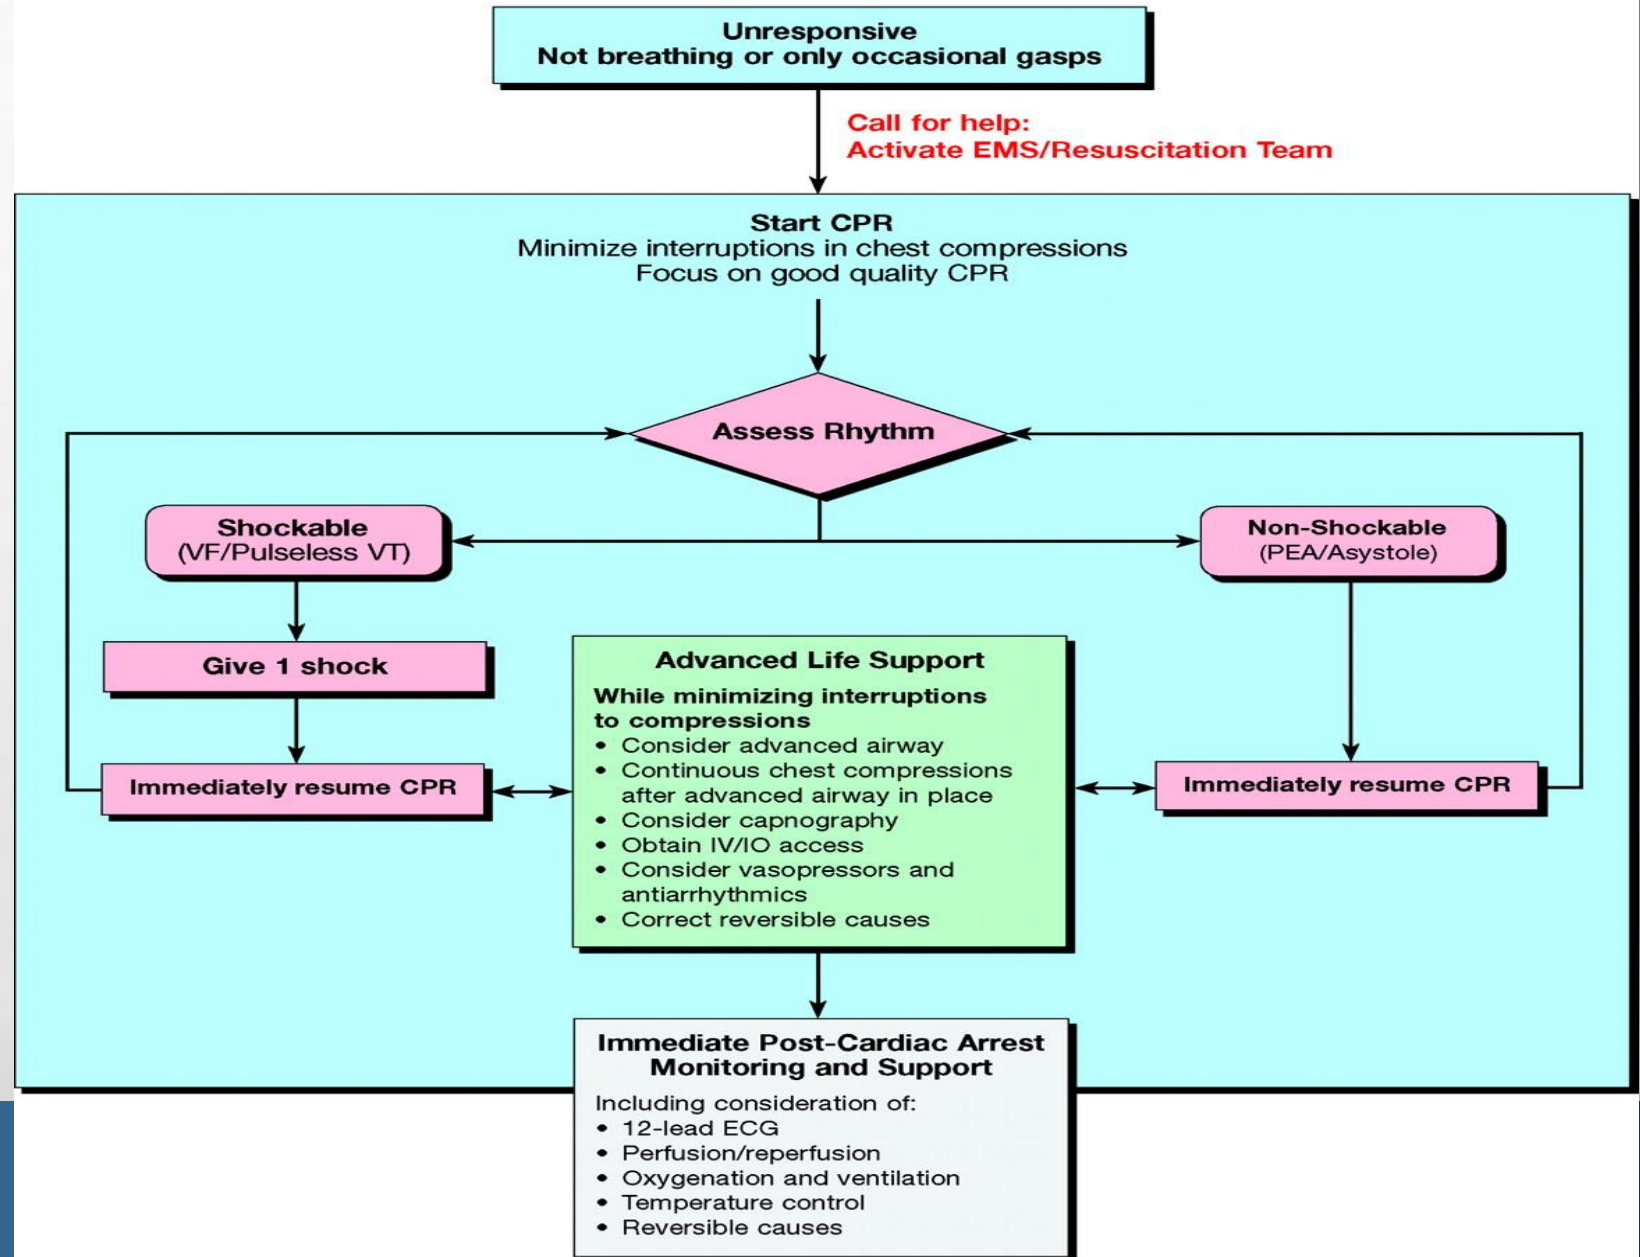 Unresponsive
Not breathing or only occasional gasps
Call for help:
Activate EMS/Resuscitation Team
Start CPR
Minimize interruptions in chest compressions
Focus on good quality CPR
Assess Rhythm
Shockable
(VF/Pulseless VT)
Non-Shockable
(PEA/Asystole)
Give 1 shock
Immediately resume CPR
Advanced Life Support
While minimizing interruptions
to compressions
• Consider advanced airway
• Continuous chest compressions
after advanced airway in place
• Consider capnography
• Obtain IV/IO access
• Consider vasopressors and
antiarrhythmics
• Correct reversible causes
Immediately resume CPR
Immediate Post-Cardiac Arrest
Monitoring and Support
Including consideration of:
• 12-lead ECG
• Perfusion/reperfusion
• Oxygenation and ventilation
• Temperature control
• Reversible causes